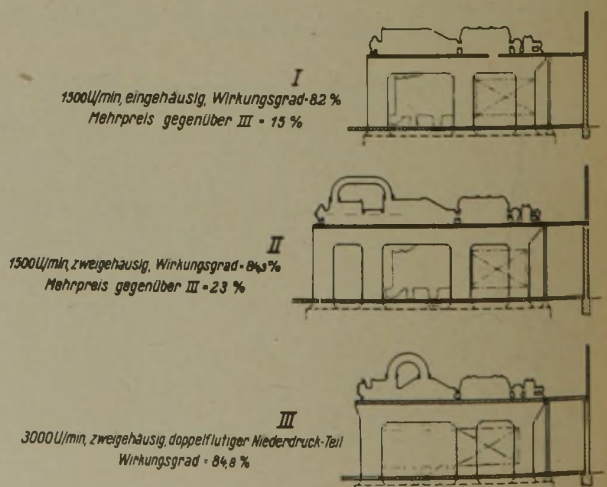 I
1500U/min, eingehäusig, Wirkungsgrad=82 %
Mehrpreis gegenüber III = 15 %
II
1500U/min, zweigehäusig, Wirkungsgrad=84,3%
Mehrpreis gegenüber III = 23 %
III
3000U/min, zweigehäusig, doppelflutiger Niederdruck-Teil
Wirkungsgrad = 84,8 %